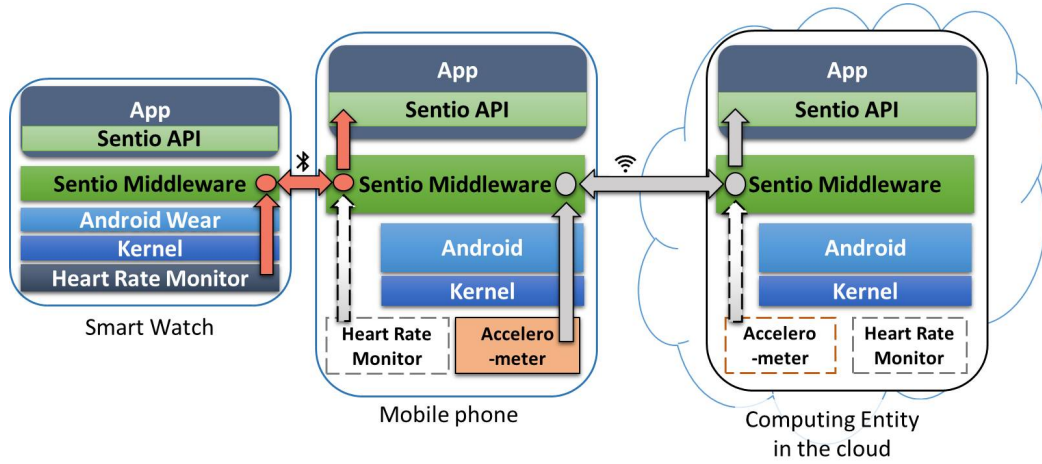 App
Sentio API
Sentio Middleware
Android Wear
Kernel
Heart Rate Monitor
Smart Watch
App
Sentio API
Sentio Middleware
Android
Kernel
Heart Rate
Monitor
Accelero
-meter
Mobile phone
App
Sentio API
Sentio Middleware
Android
Kernel
Accelero
-meter
Heart Rate
Monitor
Computing Entity
in the cloud